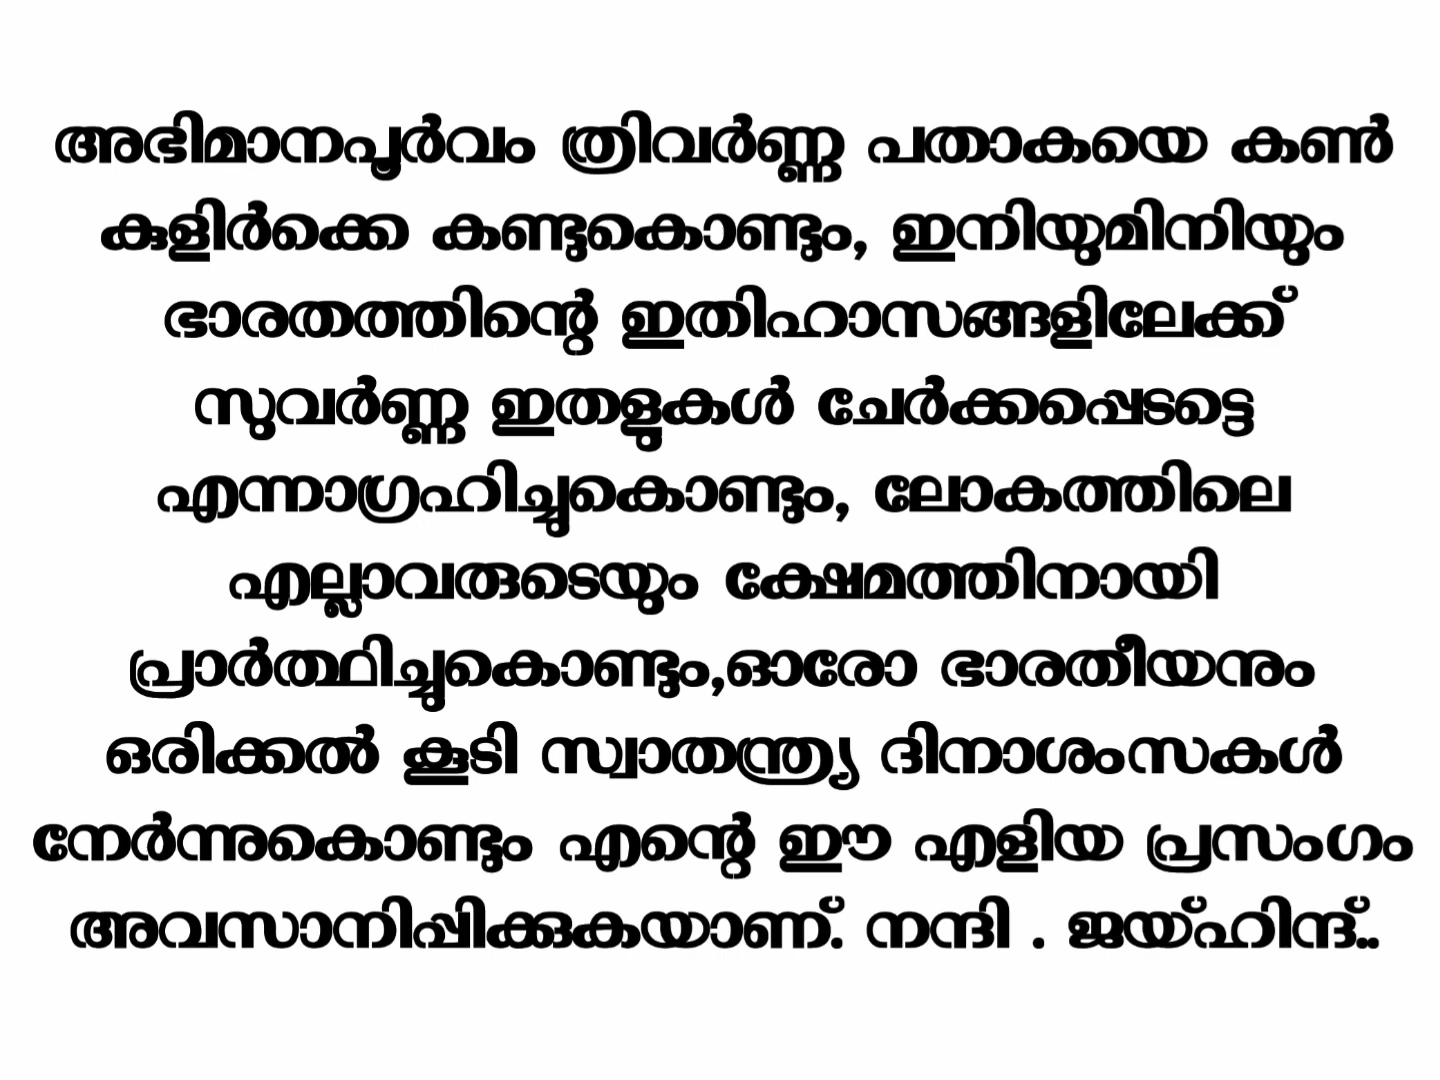 അഭിമാനപൂർവം ത്രിവർണ്ണ പതാകയെ കൺ
കുളിർക്കെ കണ്ടുകൊണ്ടും, ഇനിയുമിനിയും
ഭാരതത്തിന്റെ ഇതിഹാസങ്ങളിലേക്ക്
സുവർണ്ണ ഇതളുകൾ ചേർക്കപ്പെടട്ടെ
എന്നാഗ്രഹിച്ചുകൊണ്ടും, ലോകത്തിലെ
എല്ലാവരുടെയും ക്ഷേമത്തിനായി
പ്രാർത്ഥിച്ചുകൊണ്ടും,ഓരോ ഭാരതീയനും
ഒരിക്കൽ കൂടി സ്വാതന്ത്ര്യ ദിനാശംസകൾ
നേർന്നുകൊണ്ടും എന്റെ ഈ എളിയ പ്രസംഗം
അവസാനിപ്പിക്കുകയാണ്. നന്ദി . ജയ്ഹിന്ദ്..